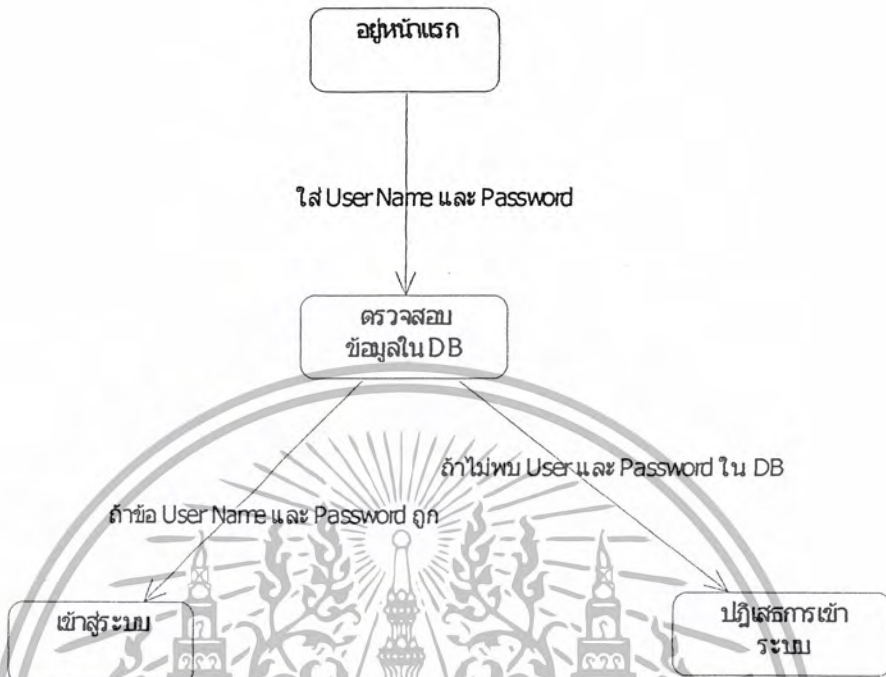 อยู่หน้าแรก
ใส่ User Name และ Password
ตรวจสอบ
ข้อมูลใน DB
ถ้าไม่พบ User และ Password ใน DB
ถ้าข้อ User Name และ Password ถูก
เข้าสู่ระบบ
ปฎิเสธการเข้า
ระบบ